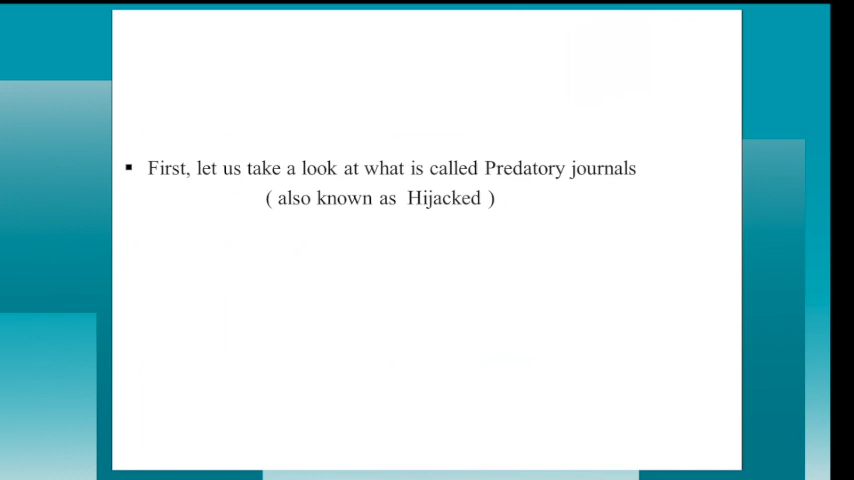 ▪ First, let us take a look at what is called Predatory journals
( also known as Hijacked )